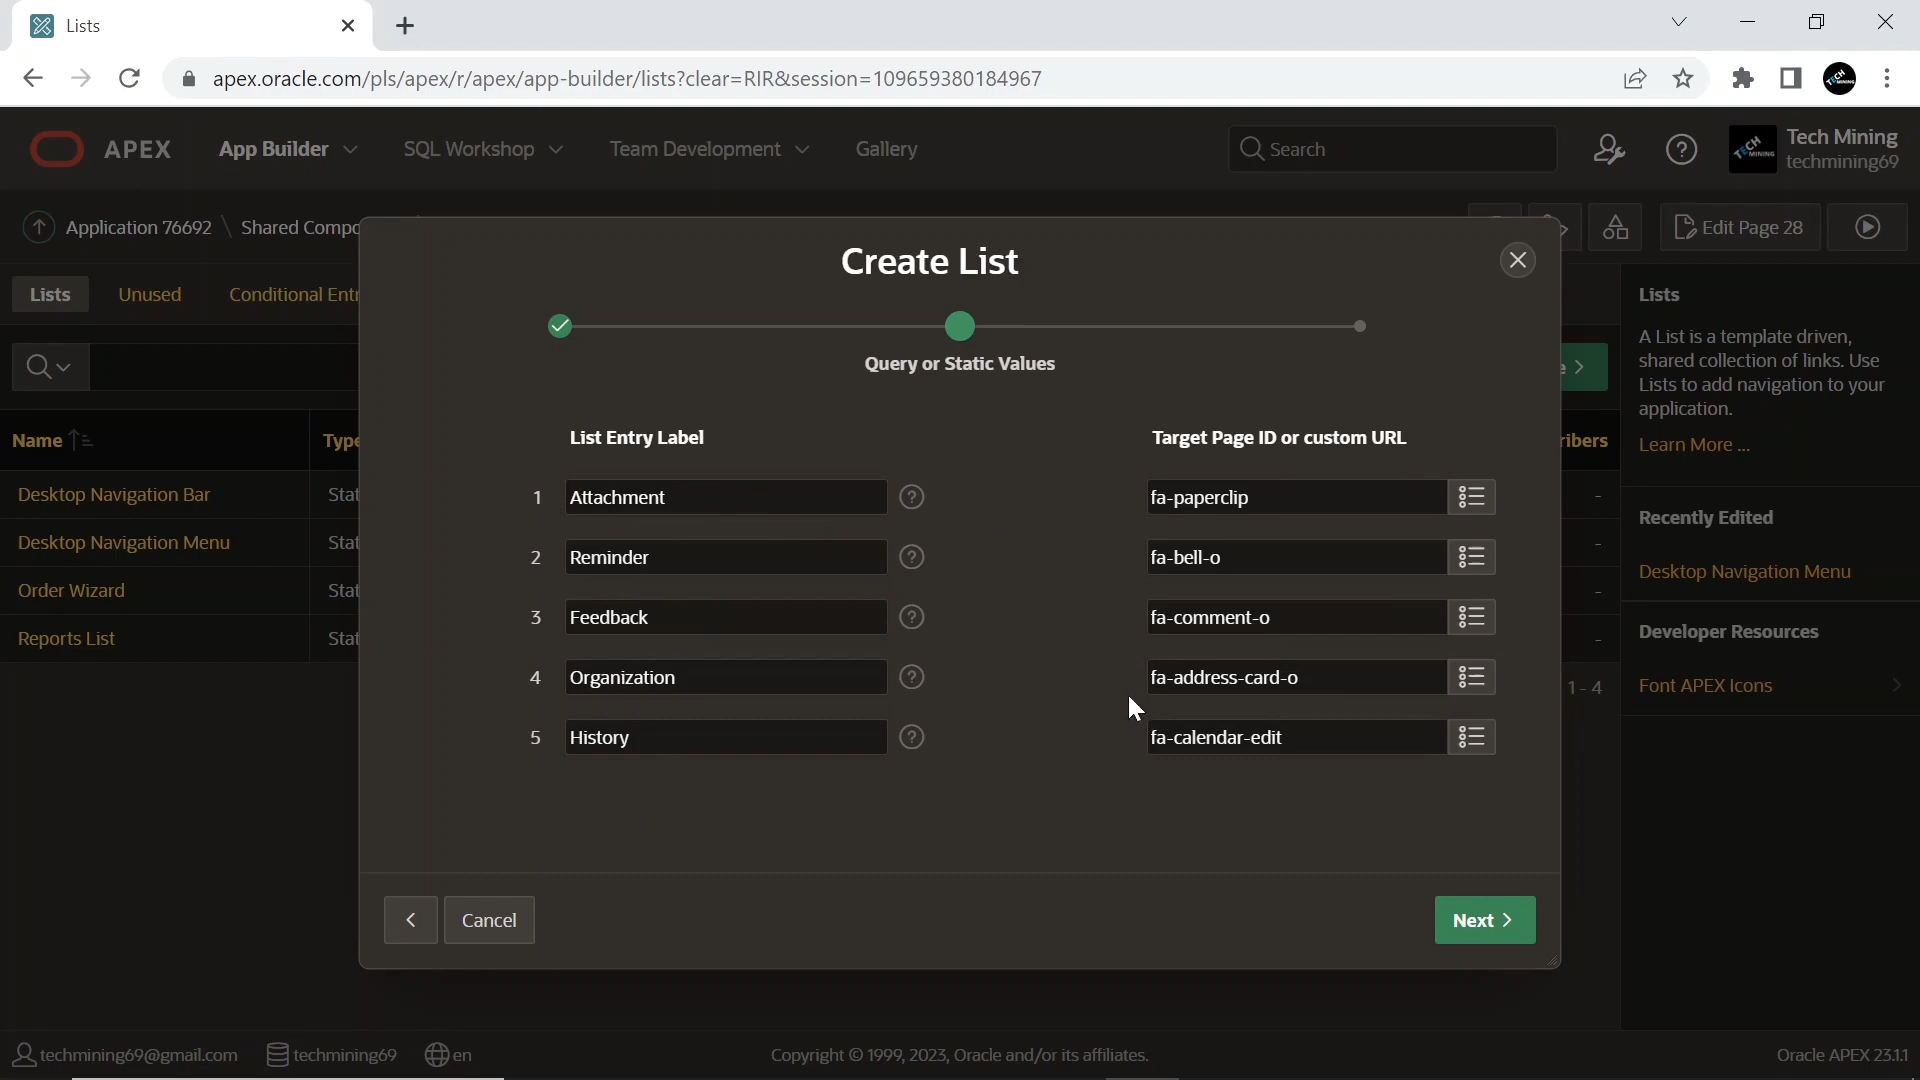 Lists
apex.oracle.com/pls/apex/r/apex/app-builder/lists?clear=RIR&session=109659380184967
APEX App Builder SQL Workshop Team Development Gallery Search Tech Mining
techmining69
Application 76692 \ Shared Compo Edit Page 28
Create List
Lists Unused Conditional Entr Lists
Query or Static Values
A List is a template driven,
shared collection of links. Use
Lists to add navigation to your
application.
Learn More ...
Name Type ribers
List Entry Label Target Page ID or custom URL
1 Attachment fa-paperclip
2 Reminder fa-bell-o
3 Feedback fa-comment-o
4 Organization fa-address-card-o
5 History fa-calendar-edit
Desktop Navigation Bar Stat -
Desktop Navigation Menu Stat -
Order Wizard Stat -
Reports List Stat -
1 - 4
Recently Edited
Desktop Navigation Menu
Developer Resources
Font APEX Icons
Cancel Next
techmining69@gmail.com techmining69 en Copyright © 1999, 2023, Oracle and/or its affiliates. Oracle APEX 23.1.1